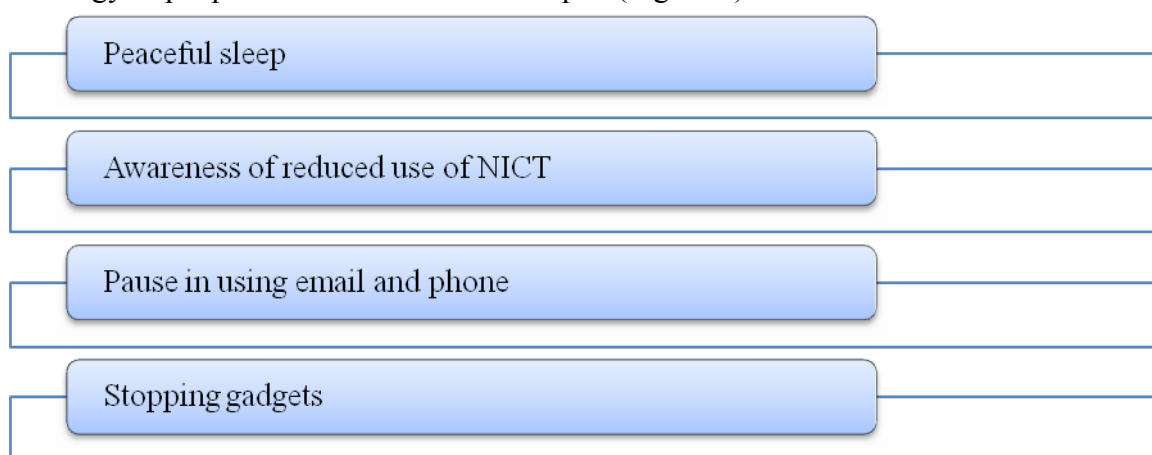 Peaceful sleep
Awareness of reduced use of NICT
Pause in using email and phone
Stopping gadgets